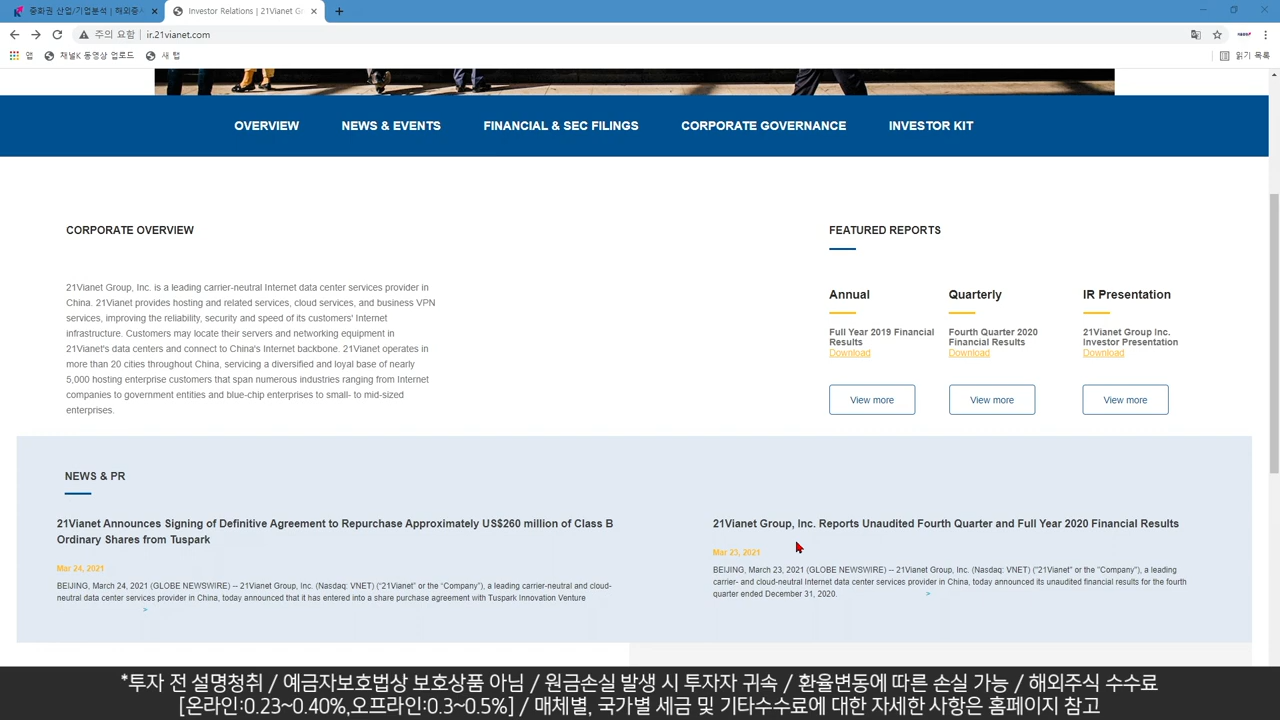 중화권 산업/기업분석 | 해외증시
Investor Relations | 21Vianet Gr
주의 요함
ir.21vianet.com
앱
채널K 동영상 업로드
새 탭
읽기 목록
OVERVIEW
NEWS & EVENTS
FINANCIAL & SEC FILINGS
CORPORATE GOVERNANCE
INVESTOR KIT
CORPORATE OVERVIEW
21Vianet Group, Inc. is a leading carrier-neutral Internet data center services provider in
China. 21Vianet provides hosting and related services, cloud services, and business VPN
services, improving the reliability, security and speed of its customers' Internet
infrastructure. Customers may locate their servers and networking equipment in
21Vianet's data centers and connect to China's Internet backbone. 21Vianet operates in
more than 20 cities throughout China, servicing a diversified and loyal base of nearly
5,000 hosting enterprise customers that span numerous industries ranging from Internet
companies to government entities and blue-chip enterprises to small- to mid-sized
enterprises.
FEATURED REPORTS
Annual
Full Year 2019 Financial
Results
Download
View more
Quarterly
Fourth Quarter 2020
Financial Results
Download
View more
IR Presentation
21Vianet Group Inc.
Investor Presentation
Download
View more
NEWS & PR
21Vianet Announces Signing of Definitive Agreement to Repurchase Approximately US$260 million of Class B
Ordinary Shares from Tuspark
Mar 24, 2021
BEIJING, March 24, 2021 (GLOBE NEWSWIRE) -- 21Vianet Group, Inc. (Nasdaq: VNET) ("21Vianet" or the "Company"), a leading carrier-neutral and cloud-
neutral data center services provider in China, today announced that it has entered into a share purchase agreement with Tuspark Innovation Venture
>
21Vianet Group, Inc. Reports Unaudited Fourth Quarter and Full Year 2020 Financial Results
Mar 23, 2021
BEIJING, March 23, 2021 (GLOBE NEWSWIRE) -- 21Vianet Group, Inc. (Nasdaq: VNET) ("21Vianet" or the "Company"), a leading
carrier- and cloud-neutral Internet data center services provider in China, today announced its unaudited financial results for the fourth
quarter ended December 31, 2020.
>
*투자 전 설명청취 / 예금자보호법상 보호상품 아님 / 원금손실 발생 시 투자자 귀속 / 환율변동에 따른 손실 가능 / 해외주식 수수료
[온라인:0.23~0.40%,오프라인:0.3~0.5%] / 매체별, 국가별 세금 및 기타수수료에 대한 자세한 사항은 홈페이지 참고